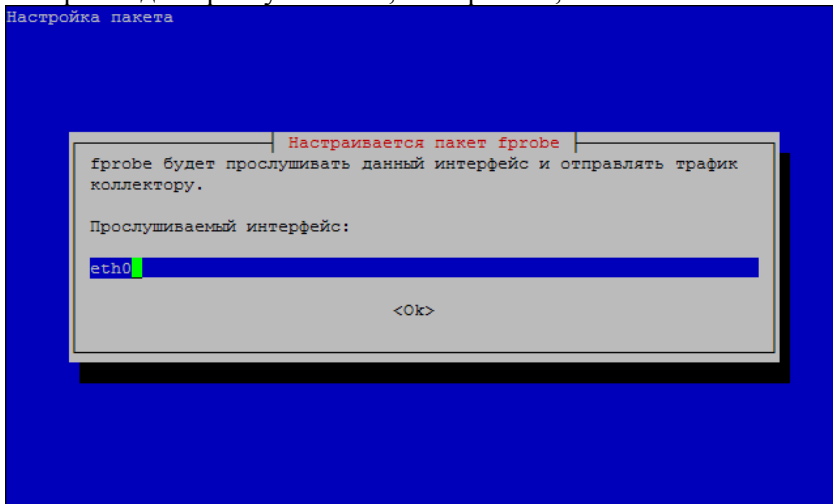 Настройка пакета
Настраивается пакет fprobe
fprobe будет прослушивать данный интерфейс и отправлять трафик
коллектору.
Прослушиваемый интерфейс:
eth0
<Ok>